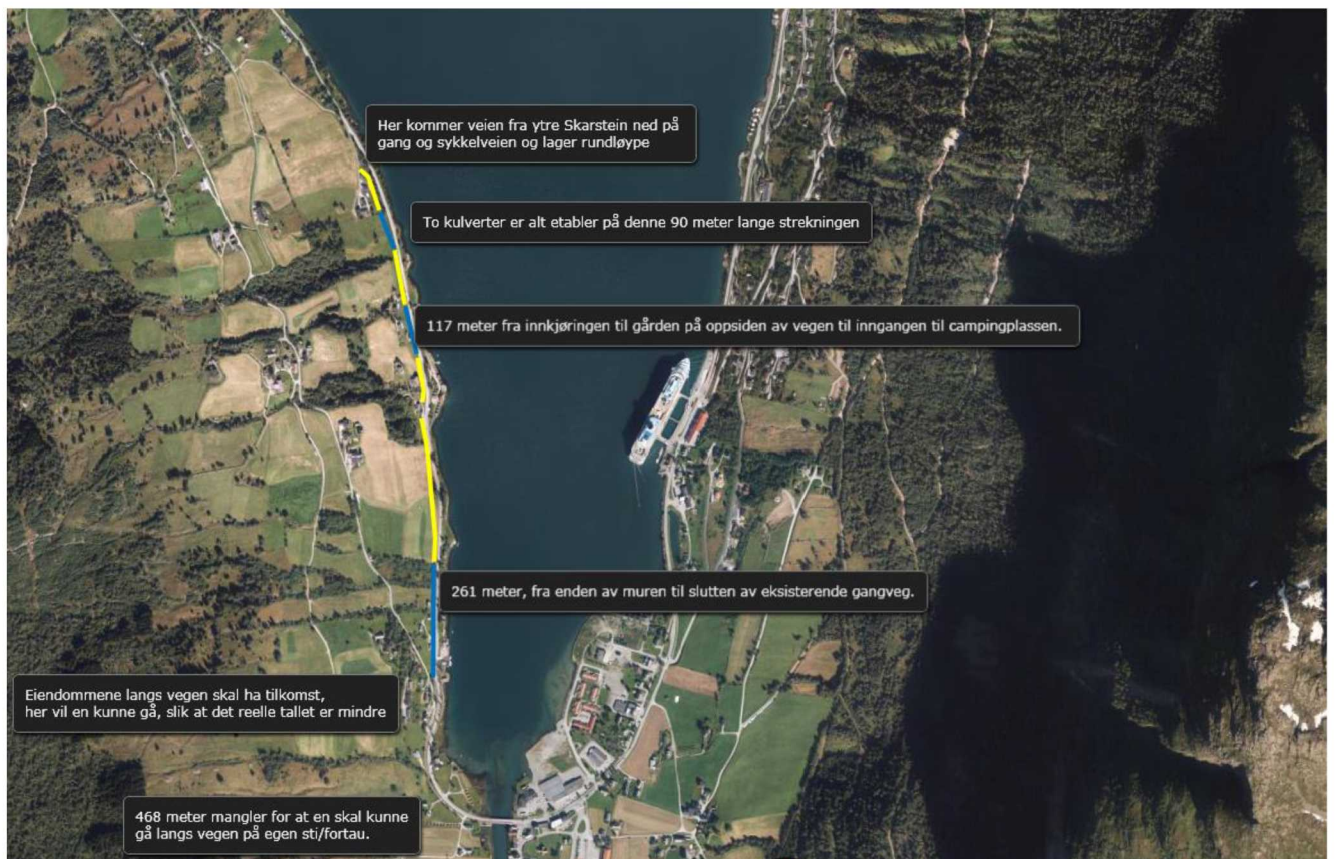 Her kommer veien fra ytre Skarstein ned på
gang og sykkelveien og lager rundløype
To kulverter er alt etabler på denne 90 meter lange strekningen
117 meter fra innkjøringen til gården på oppsiden av vegen til inngangen til campingplassen.
261 meter, fra enden av muren til slutten av eksisterende gangveg.
Eiendommene langs vegen skal ha tilkomst,
her vil en kunne gå, slik at det reelle tallet er mindre
468 meter mangler for at en skal kunne
gå langs vegen på egen sti/fortau.